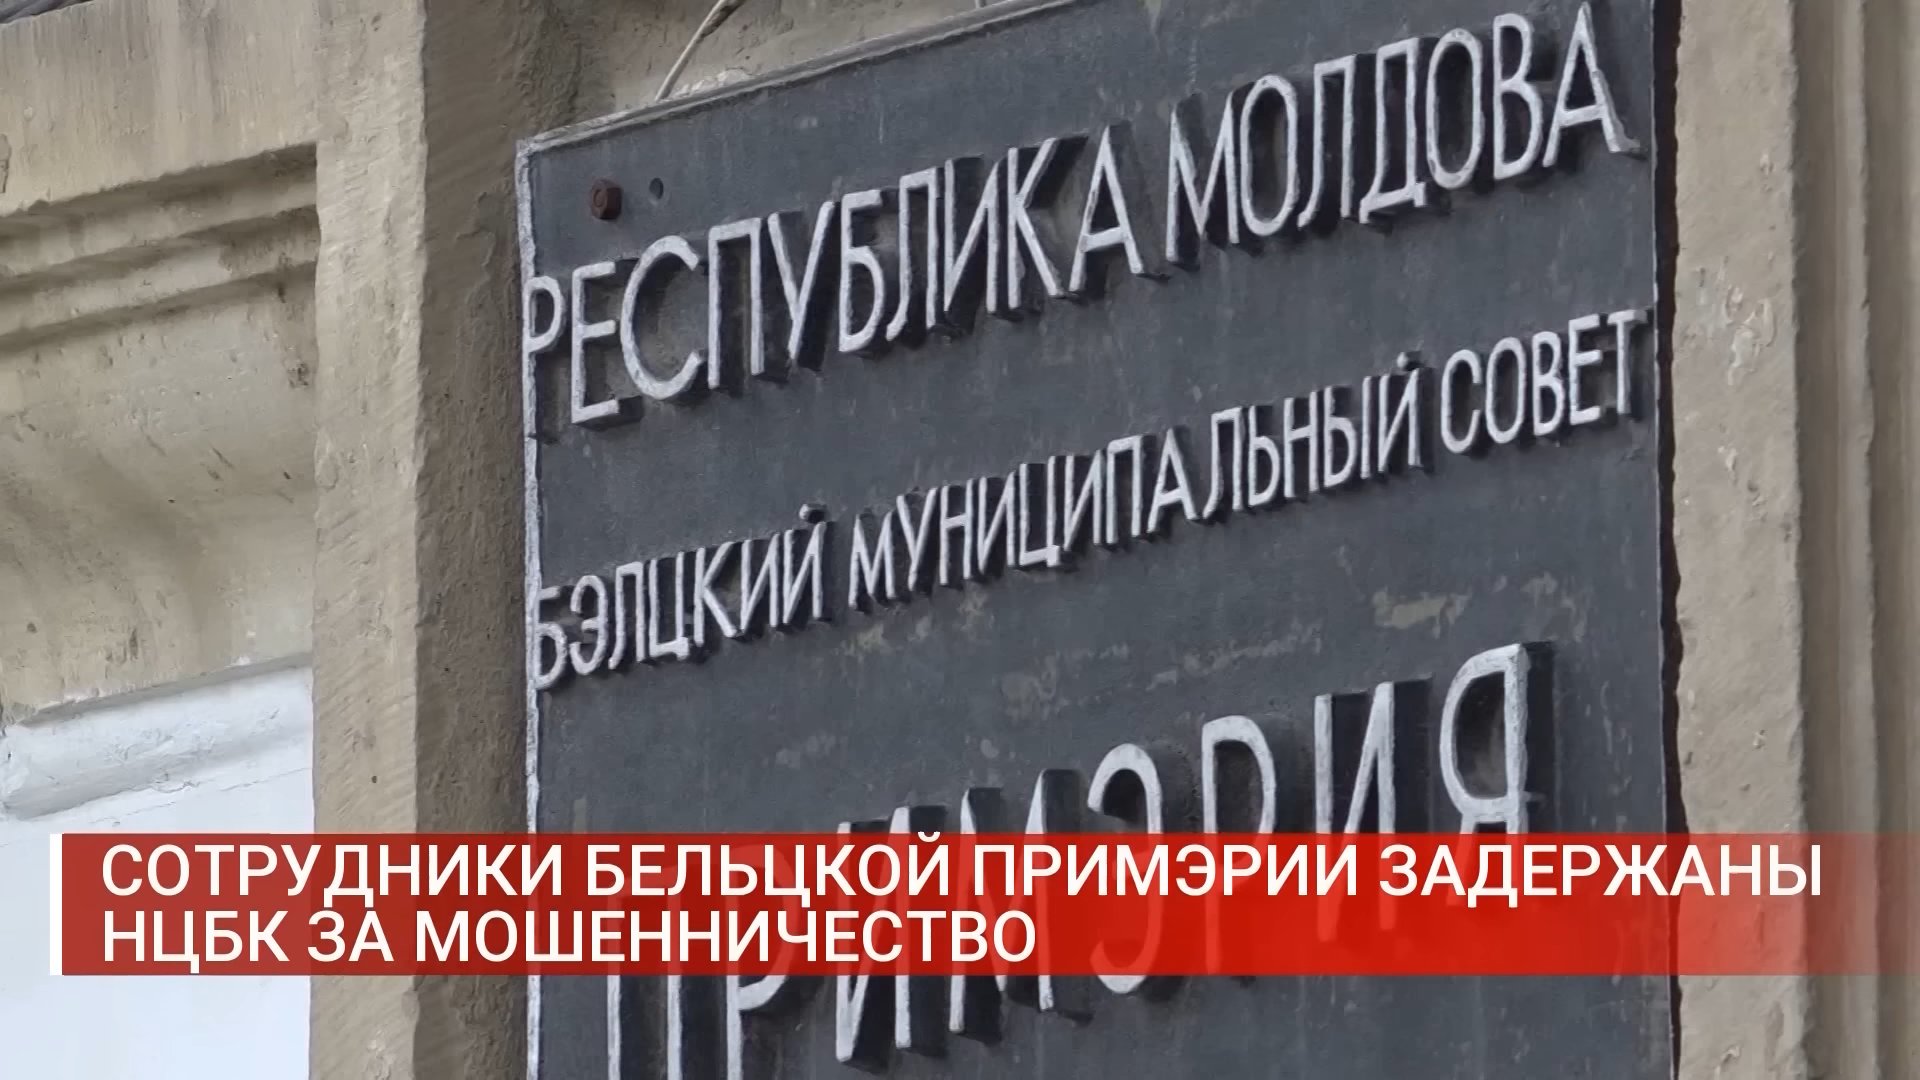 РЕСПУБЛИКА МОЛДОВА
БЭЛЦКИЙ МУНИЦИПАЛЬНЫЙ СОВЕТ
ПРИМЭРИЯ
СОТРУДНИКИ БЕЛЬЦКОЙ ПРИМЭРИИ ЗАДЕРЖАНЫ
НЦБК ЗА МОШЕННИЧЕСТВО